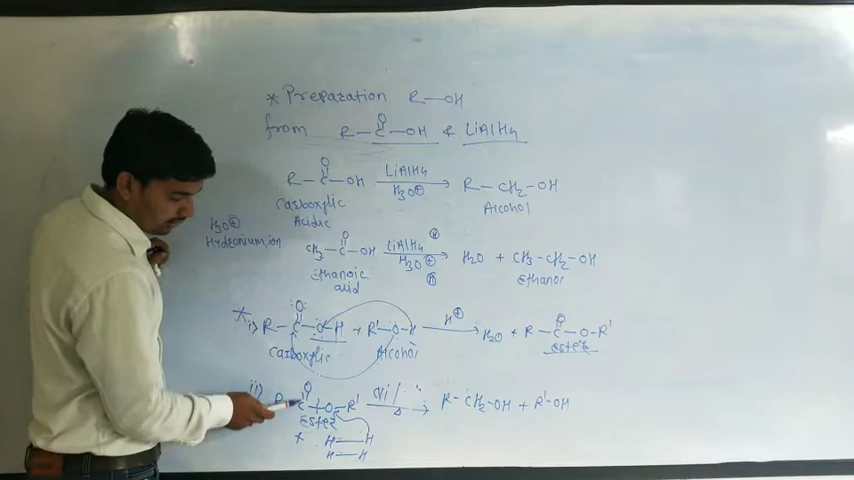 * Preparation R—OH
from R—C(=O)—OH & LiAlH4
R—C(=O)—OH LiAlH4 / H3O⊕ → R—CH2—OH
Carboxylic Acidic
Alcohol
H3O⊕
Hydronium ion
CH3—C(=O)—OH LiAlH4 / H3O⊕ → H2O + CH3—CH2—OH
Ⓗ
Ⓗ
Ethanoic acid
Ethanol
* i) R—C(=O)—O—H + R'—O—H H⊕ → H2O + R—C(=O)—O—R'
Carboxylic
Alcohol
ester
ii) R—C(=O)—O—R' Δ → R—CH2—OH + R'—OH
Ester
* H—H
H—H